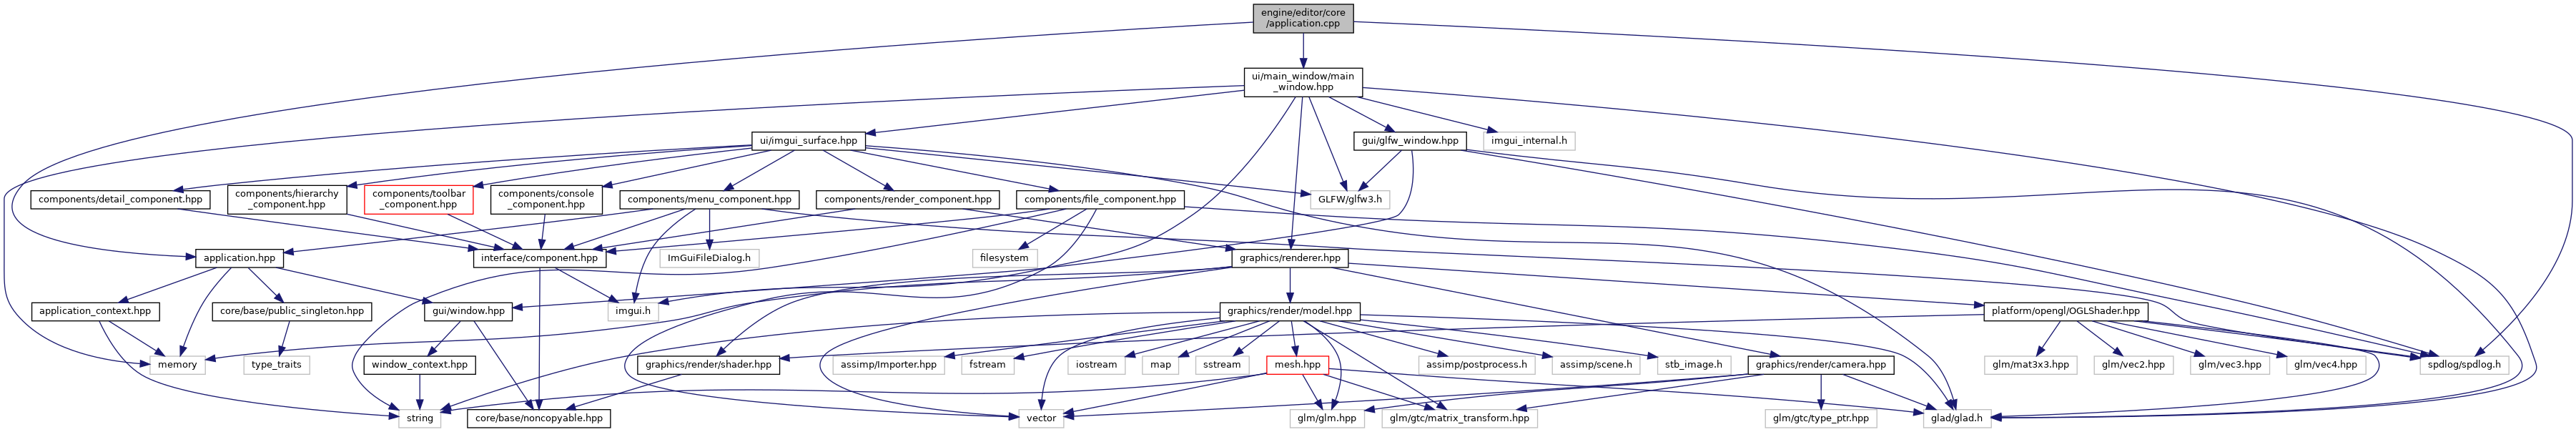 engine/editor/core
/application.cpp
ui/main_window/main
_window.hpp
ui/imgui_surface.hpp
gui/glfw_window.hpp
imgui_internal.h
components/detail_component.hpp
components/hierarchy
_component.hpp
components/toolbar
_component.hpp
components/console
_component.hpp
components/menu_component.hpp
components/render_component.hpp
components/file_component.hpp
GLFW/glfw3.h
application.hpp
interface/component.hpp
ImGuiFileDialog.h
filesystem
graphics/renderer.hpp
application_context.hpp
core/base/public_singleton.hpp
gui/window.hpp
imgui.h
graphics/render/model.hpp
platform/opengl/OGLShader.hpp
memory
type_traits
window_context.hpp
graphics/render/shader.hpp
assimp/Importer.hpp
fstream
iostream
map
sstream
mesh.hpp
assimp/postprocess.h
assimp/scene.h
stb_image.h
graphics/render/camera.hpp
glm/mat3x3.hpp
glm/vec2.hpp
glm/vec3.hpp
glm/vec4.hpp
spdlog/spdlog.h
string
core/base/noncopyable.hpp
vector
glm/glm.hpp
glm/gtc/matrix_transform.hpp
glm/gtc/type_ptr.hpp
glad/glad.h